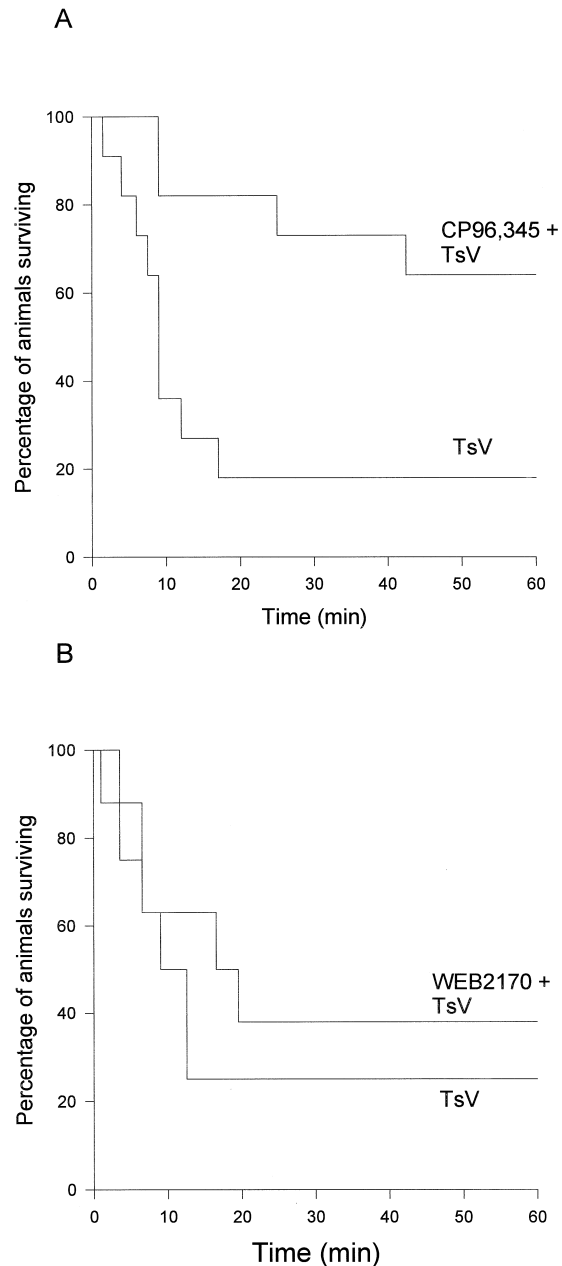 A
100
80
60
40
20
0
Percentage of animals surviving
CP96,345 +
TsV
TsV
0 10 20 30 40 50 60
Time (min)
B
100
80
60
40
20
0
Percentage of animals surviving
WEB2170 +
TsV
TsV
0 10 20 30 40 50 60
Time (min)